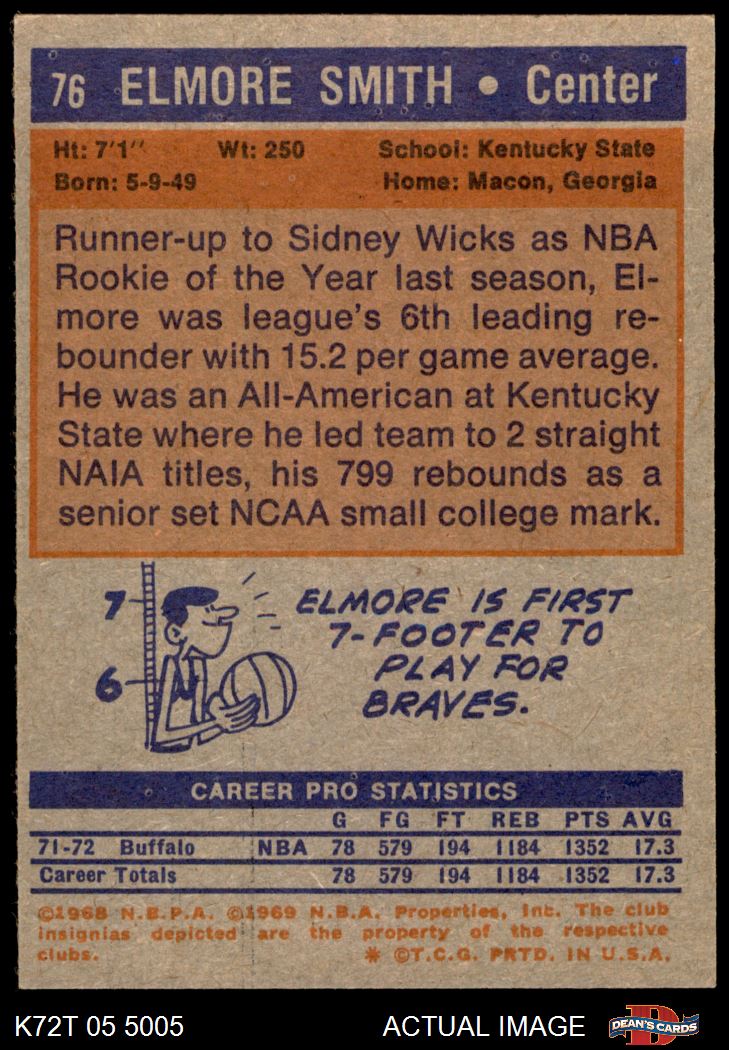 76 ELMORE SMITH • Center
Ht: 7'1" Wt: 250 School: Kentucky State
Born: 5-9-49 Home: Macon, Georgia
Runner-up to Sidney Wicks as NBA
Rookie of the Year last season, El-
more was league's 6th leading re-
bounder with 15.2 per game average.
He was an All-American at Kentucky
State where he led team to 2 straight
NAIA titles, his 799 rebounds as a
senior set NCAA small college mark.
7
6
ELMORE IS FIRST
7-FOOTER TO
PLAY FOR
BRAVES.
CAREER PRO STATISTICS
G FG FT REB PTS AVG
71-72 Buffalo NBA 78 579 194 1184 1352 17.3
Career Totals 78 579 194 1184 1352 17.3
©1968 N.B.P.A. ©1969 N.B.A. Properties, Inc. The club
insignias depicted are the property of the respective
clubs. * ©T.C.G. PRTD. IN U.S.A.
K72T 05 5005 ACTUAL IMAGE D DEAN'S CARDS